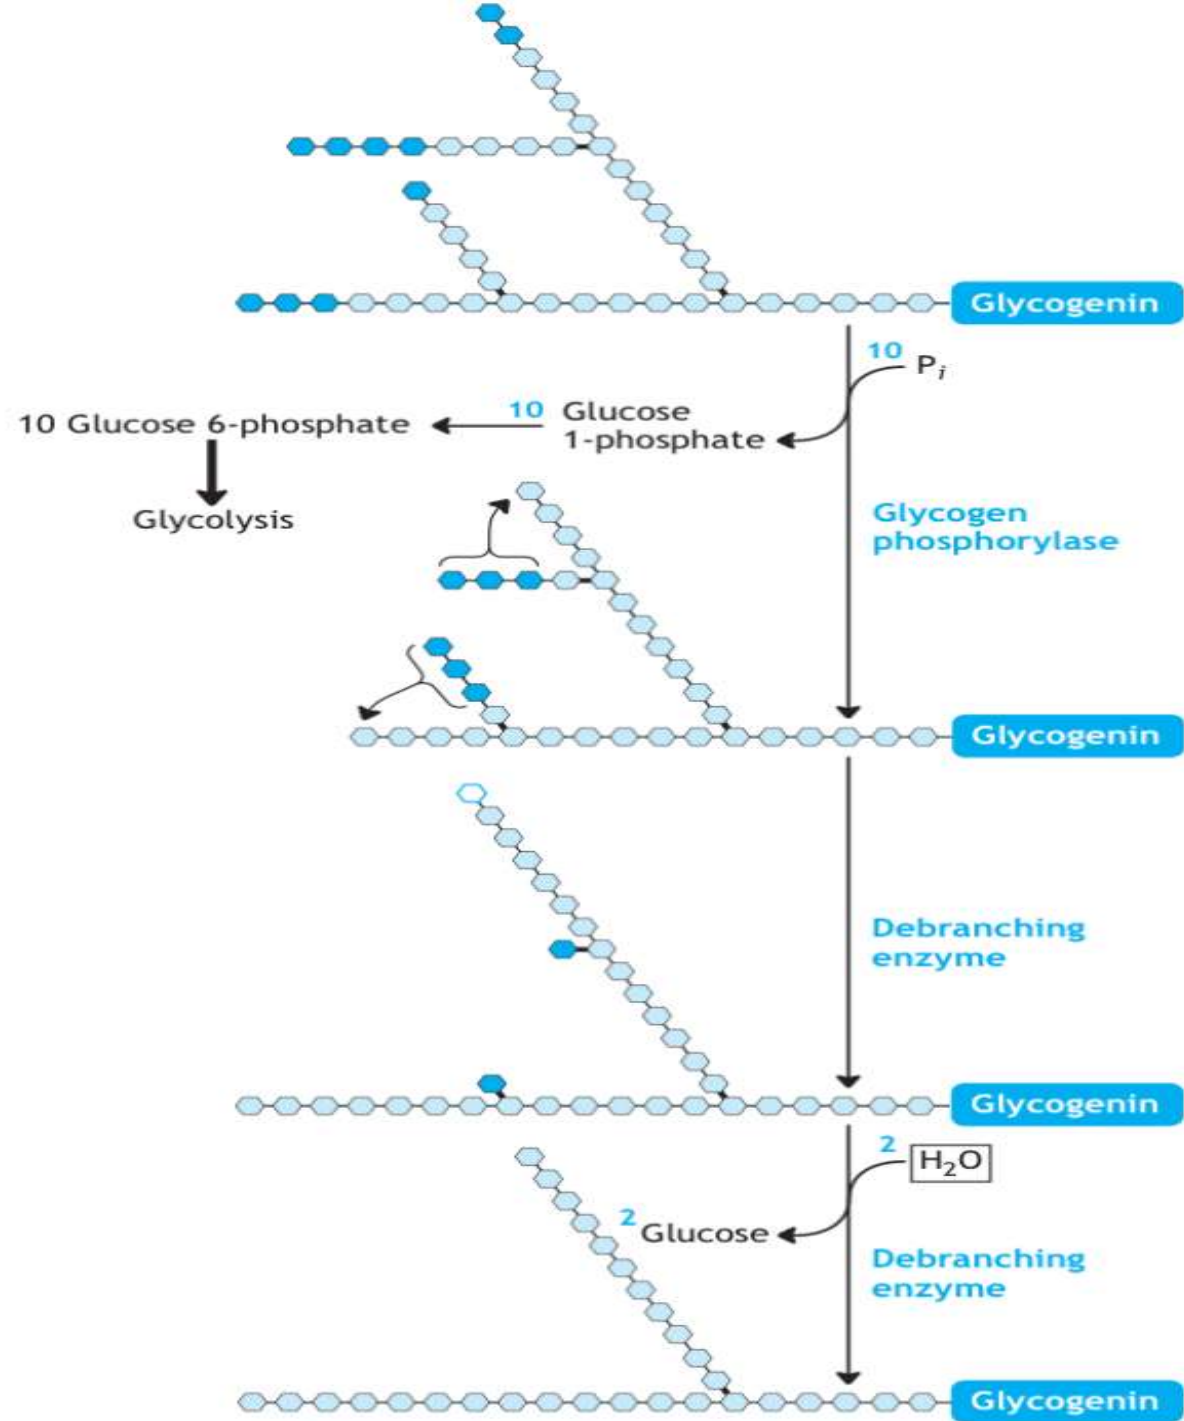 Glycogenin
10
P𝑖
10 Glucose 6-phosphate
10
Glucose
1-phosphate
Glycolysis
Glycogen
phosphorylase
Glycogenin
Debranching
enzyme
Glycogenin
2
H₂O
2
Glucose
Debranching
enzyme
Glycogenin